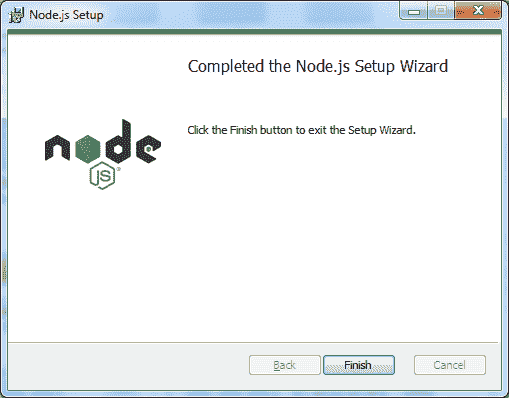 Node.js Setup
Completed the Node.js Setup Wizard
Click the Finish button to exit the Setup Wizard.
node
JS®
Back
Finish
Cancel